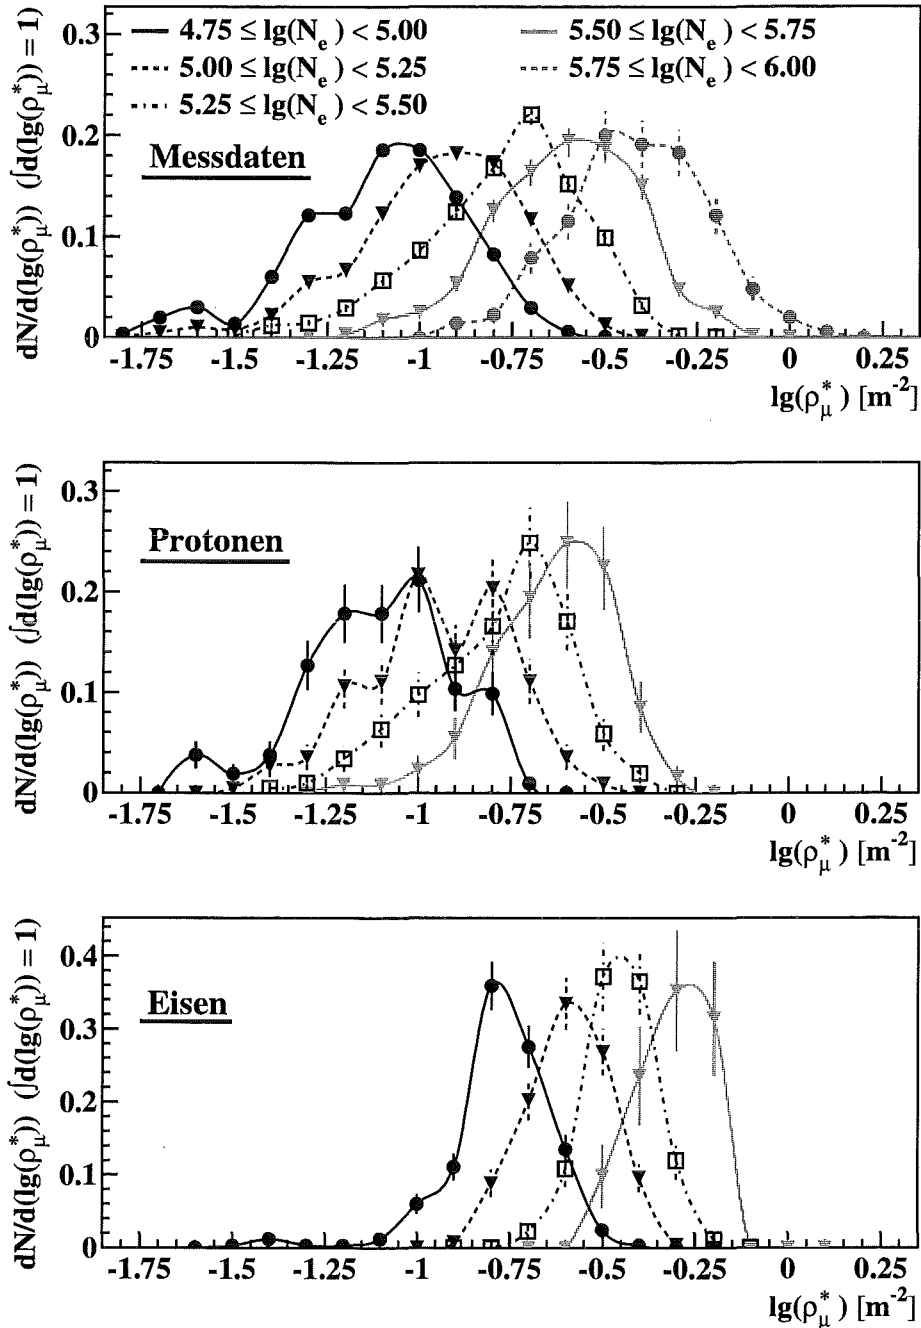 dN/d(lg(ρ*μ)) (∫d(lg(ρ*μ)) = 1)
0.3
0.2
0.1
0
4.75 ≤ lg(Ne) < 5.00
5.00 ≤ lg(Ne) < 5.25
5.25 ≤ lg(Ne) < 5.50
5.50 ≤ lg(Ne) < 5.75
5.75 ≤ lg(Ne) < 6.00
Messdaten
-1.75 -1.5 -1.25 -1 -0.75 -0.5 -0.25 0 0.25
lg(ρ*μ) [m-2]
dN/d(lg(ρ*μ)) (∫d(lg(ρ*μ)) = 1)
0.3
0.2
0.1
0
Protonen
-1.75 -1.5 -1.25 -1 -0.75 -0.5 -0.25 0 0.25
lg(ρ*μ) [m-2]
dN/d(lg(ρ*μ)) (∫d(lg(ρ*μ)) = 1)
0.4
0.3
0.2
0.1
0
Eisen
-1.75 -1.5 -1.25 -1 -0.75 -0.5 -0.25 0 0.25
lg(ρ*μ) [m-2]